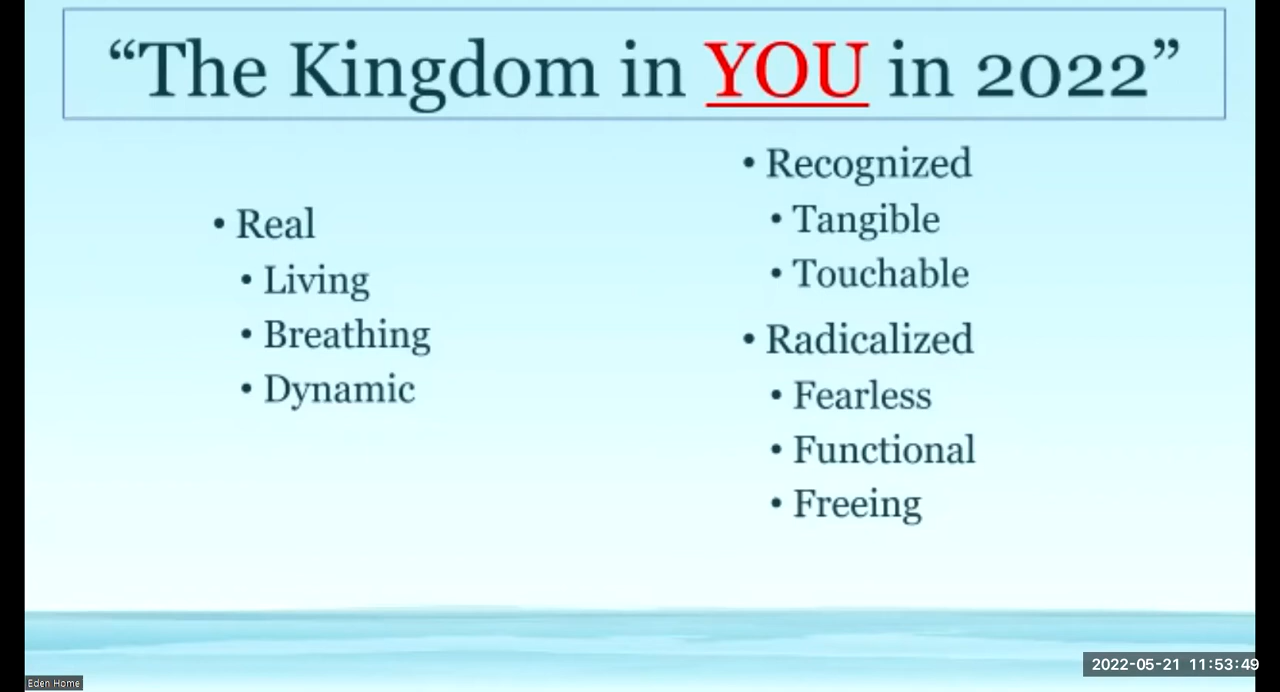 “The Kingdom in YOU in 2022”
• Real
• Living
• Breathing
• Dynamic
• Recognized
• Tangible
• Touchable
• Radicalized
• Fearless
• Functional
• Freeing
2022-05-21 11:53:49
Eden Home